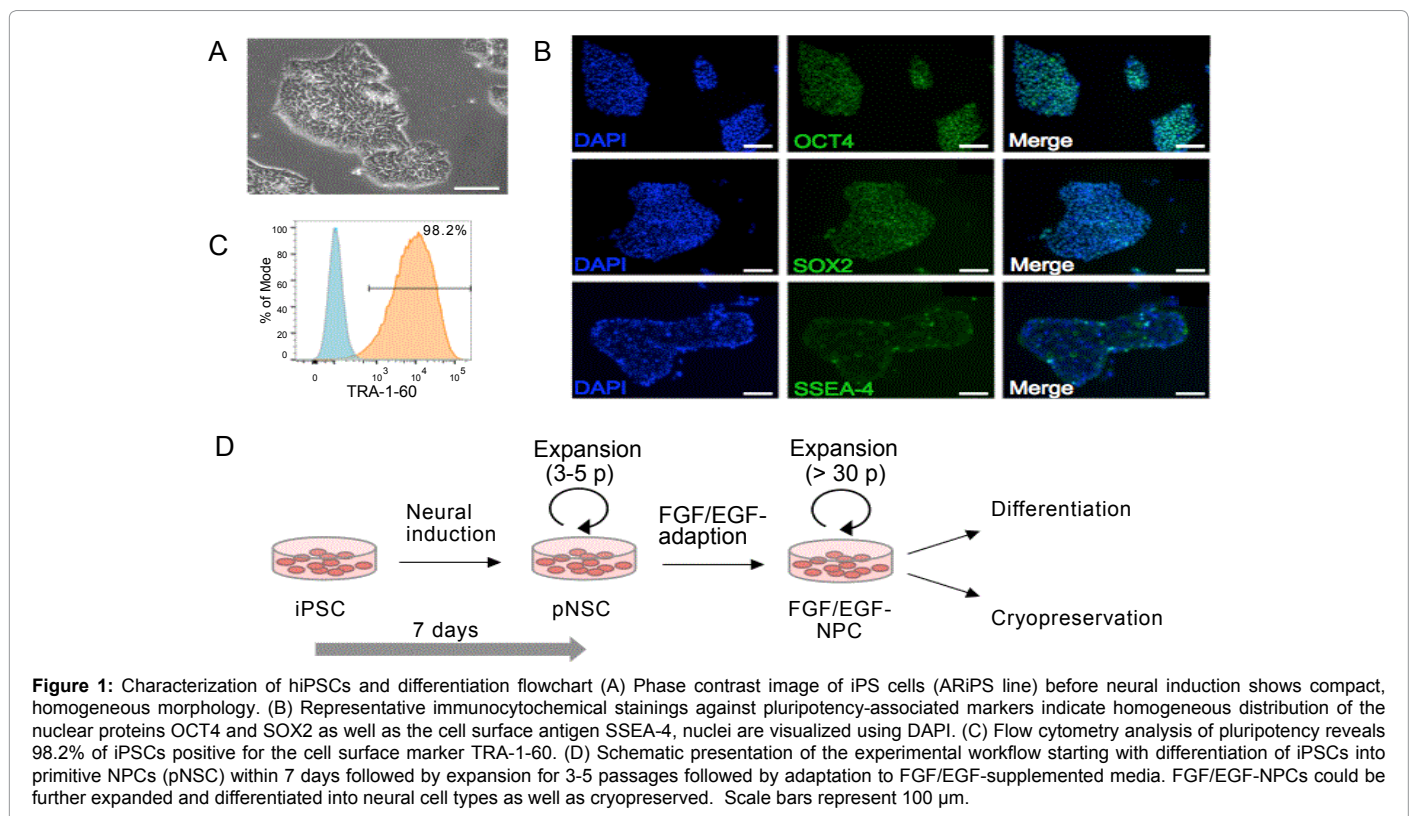 A
B
DAPI
OCT4
Merge
DAPI
SOX2
Merge
DAPI
SSEA-4
Merge
C
98.2%
% of Mode
100
80
60
40
20
0
0
10³
10⁴
10⁵
TRA-1-60
D
Neural
induction
Expansion
(3-5 p)
FGF/EGF-
adaption
Expansion
(> 30 p)
Differentiation
Cryopreservation
iPSC
pNSC
FGF/EGF-
NPC
7 days
Figure 1: Characterization of hiPSCs and differentiation flowchart (A) Phase contrast image of iPS cells (ARiPS line) before neural induction shows compact,
homogeneous morphology. (B) Representative immunocytochemical stainings against pluripotency-associated markers indicate homogeneous distribution of the
nuclear proteins OCT4 and SOX2 as well as the cell surface antigen SSEA-4, nuclei are visualized using DAPI. (C) Flow cytometry analysis of pluripotency reveals
98.2% of iPSCs positive for the cell surface marker TRA-1-60. (D) Schematic presentation of the experimental workflow starting with differentiation of iPSCs into
primitive NPCs (pNSC) within 7 days followed by expansion for 3-5 passages followed by adaptation to FGF/EGF-supplemented media. FGF/EGF-NPCs could be
further expanded and differentiated into neural cell types as well as cryopreserved. Scale bars represent 100 µm.